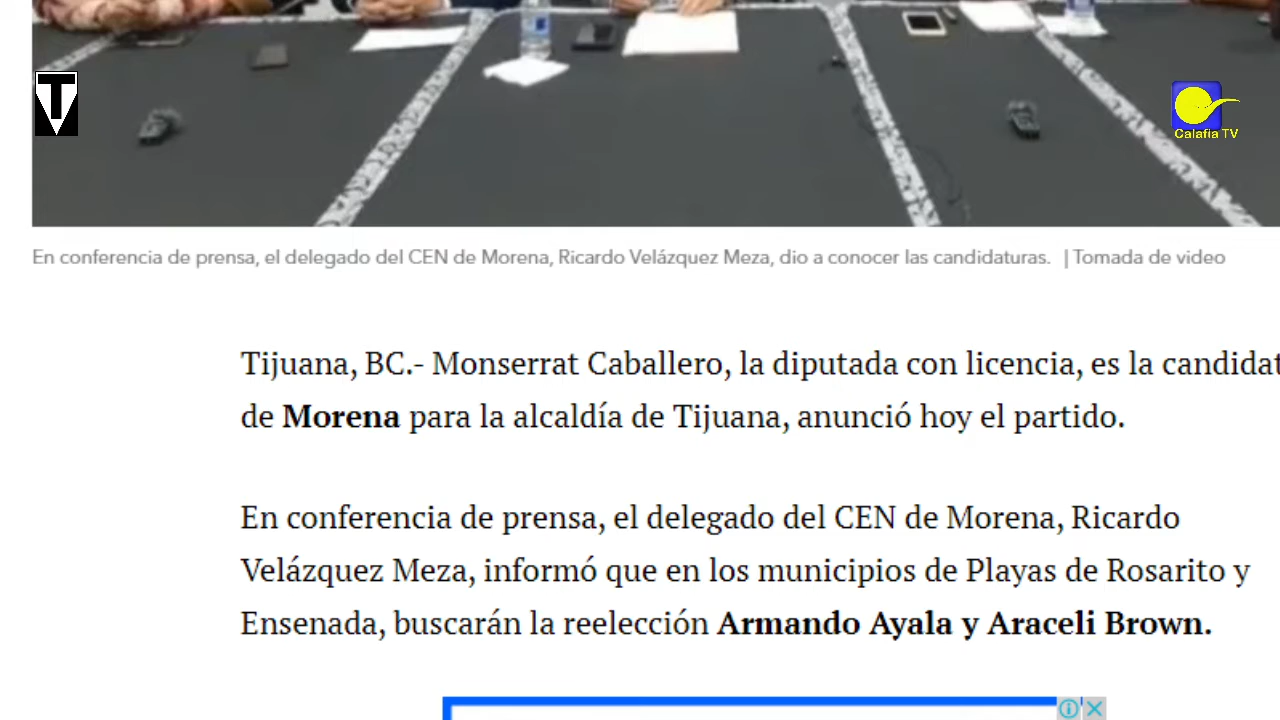 T
Calafia TV
En conferencia de prensa, el delegado del CEN de Morena, Ricardo Velázquez Meza, dio a conocer las candidaturas. | Tomada de video
Tijuana, BC.- Monserrat Caballero, la diputada con licencia, es la candidat
de Morena para la alcaldía de Tijuana, anunció hoy el partido.
En conferencia de prensa, el delegado del CEN de Morena, Ricardo
Velázquez Meza, informó que en los municipios de Playas de Rosarito y
Ensenada, buscarán la reelección Armando Ayala y Araceli Brown.